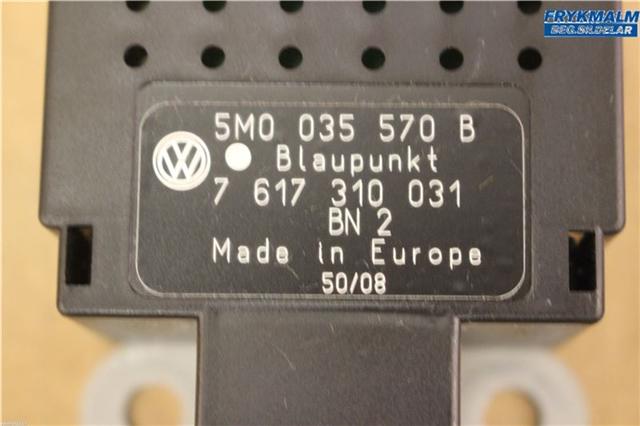 FRYKMALM
BEG.BILDELAR
5M0 035 570 B
Blaupunkt
7 617 310 031
BN 2
Made in Europe
50/08